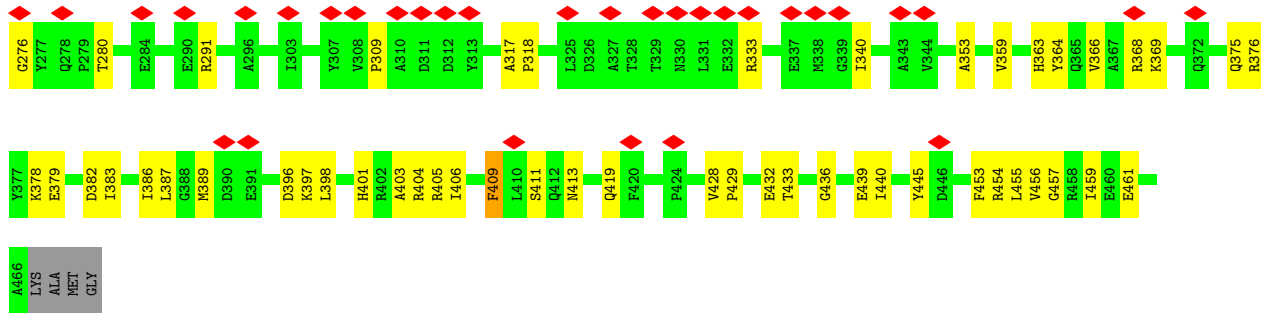 G276 Y277 Q278 P279 T280 E284 E290 R291 A296 I303 Y307 V308 P309 A310 D311 D312 Y313 A317 P318 L325 D326 A327 T328 T329 N330 L331 E332 R333 E337 M338 G339 I340 A343 V344 A353 V359 H363 Y364 Q365 V366 A367 R368 K369 Q372 Q375 R376
Y377 K378 E379 D382 I383 I386 L387 G388 M389 D390 E391 D396 K397 L398 H401 R402 A403 R404 R405 I406 F409 L410 S411 Q412 N413 Q419 F420 P424 V428 P429 E432 T433 G436 E439 I440 Y445 D446 F453 R454 L455 V456 G457 R458 I459 E460 E461
A466 LYS ALA MET GLY